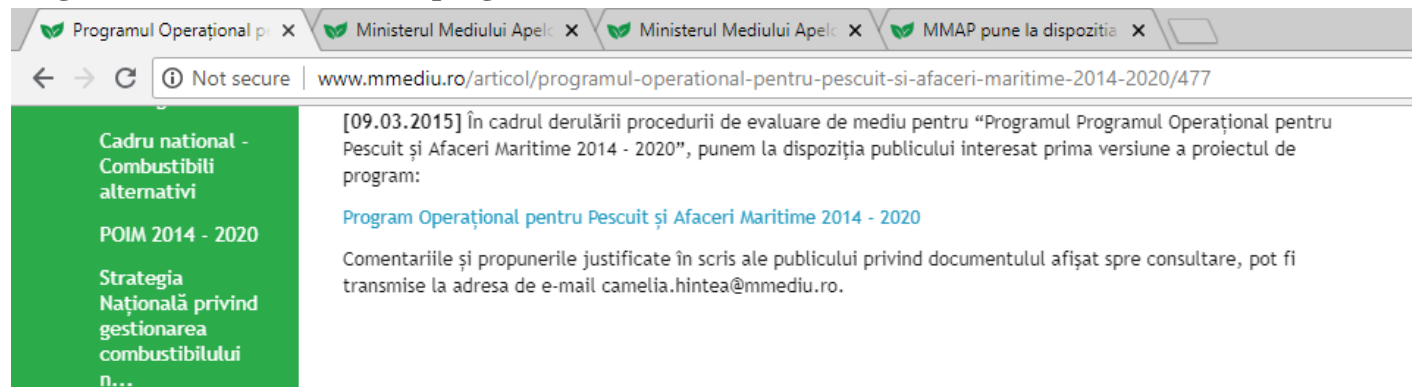 Programul Operațional p
Ministerul Mediului Apel
Ministerul Mediului Apel
MMAP pune la dispozitia
Not secure | www.mmediu.ro/articol/programul-operational-pentru-pescuit-si-afaceri-maritime-2014-2020/477
Cadru national -
Combustibili
alternativi
POIM 2014 - 2020
Strategia
Națională privind
gestionarea
combustibilului
n...
[09.03.2015] În cadrul derulării procedurii de evaluare de mediu pentru “Programul Programul Operațional pentru
Pescuit și Afaceri Maritime 2014 - 2020”, punem la dispoziția publicului interesat prima versiune a proiectul de
program:
Program Operațional pentru Pescuit și Afaceri Maritime 2014 - 2020
Comentariile și propunerile justificate în scris ale publicului privind documentulul afișat spre consultare, pot fi
transmise la adresa de e-mail camelia.hintea@mmediu.ro.